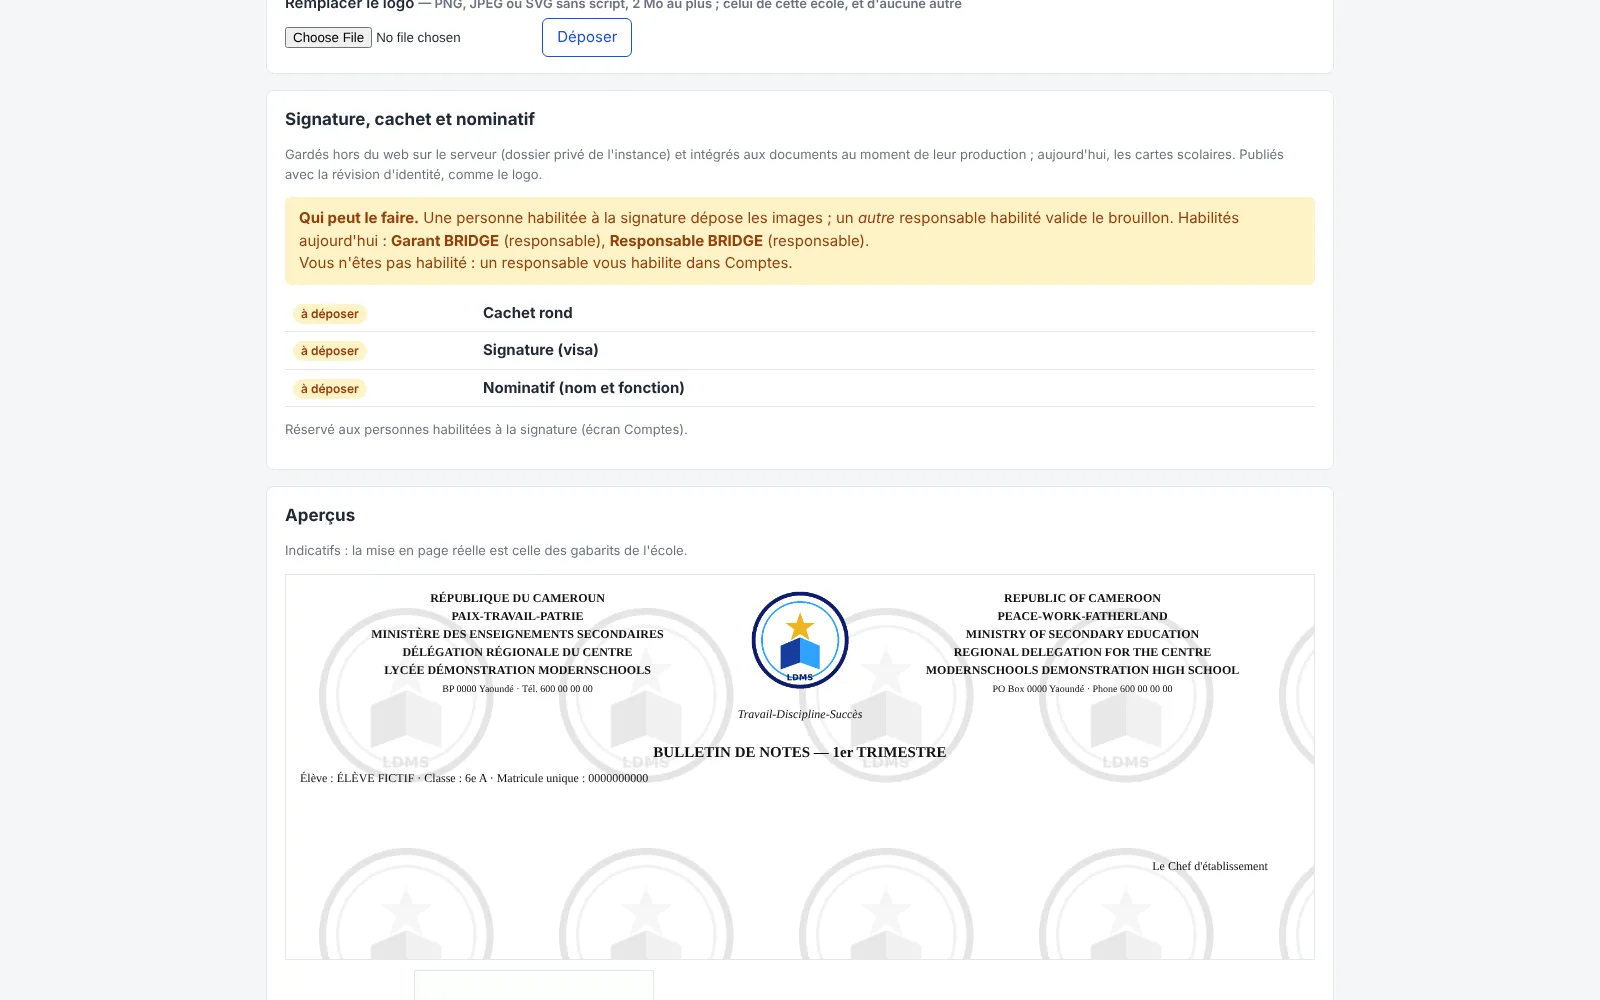 Remplacer le logo — PNG, JPEG ou SVG sans script, 2 Mo au plus ; celui de cette école, et d'aucune autre
Choose File No file chosen
Déposer
Signature, cachet et nominatif
Gardés hors du web sur le serveur (dossier privé de l'instance) et intégrés aux documents au moment de leur production ; aujourd'hui, les cartes scolaires. Publiés
avec la révision d'identité, comme le logo.
Qui peut le faire. Une personne habilitée à la signature dépose les images ; un autre responsable habilité valide le brouillon. Habilités
aujourd'hui : Garant BRIDGE (responsable), Responsable BRIDGE (responsable).
Vous n'êtes pas habilité : un responsable vous habilite dans Comptes.
à déposer Cachet rond
à déposer Signature (visa)
à déposer Nominatif (nom et fonction)
Réservé aux personnes habilitées à la signature (écran Comptes).
Aperçus
Indicatifs : la mise en page réelle est celle des gabarits de l'école.
RÉPUBLIQUE DU CAMEROUN
PAIX-TRAVAIL-PATRIE
MINISTÈRE DES ENSEIGNEMENTS SECONDAIRES
DÉLÉGATION RÉGIONALE DU CENTRE
LYCÉE DÉMONSTRATION MODERNSCHOOLS
BP 0000 Yaoundé · Tél. 600 00 00 00
LDMS
Travail-Discipline-Succès
REPUBLIC OF CAMEROON
PEACE-WORK-FATHERLAND
MINISTRY OF SECONDARY EDUCATION
REGIONAL DELEGATION FOR THE CENTRE
MODERNSCHOOLS DEMONSTRATION HIGH SCHOOL
PO Box 0000 Yaoundé · Phone 600 00 00 00
BULLETIN DE NOTES — 1er TRIMESTRE
LDMS
LDMS
LDMS
LDMS
Élève : ÉLÈVE FICTIF · Classe : 6e A · Matricule unique : 0000000000
Le Chef d'établissement